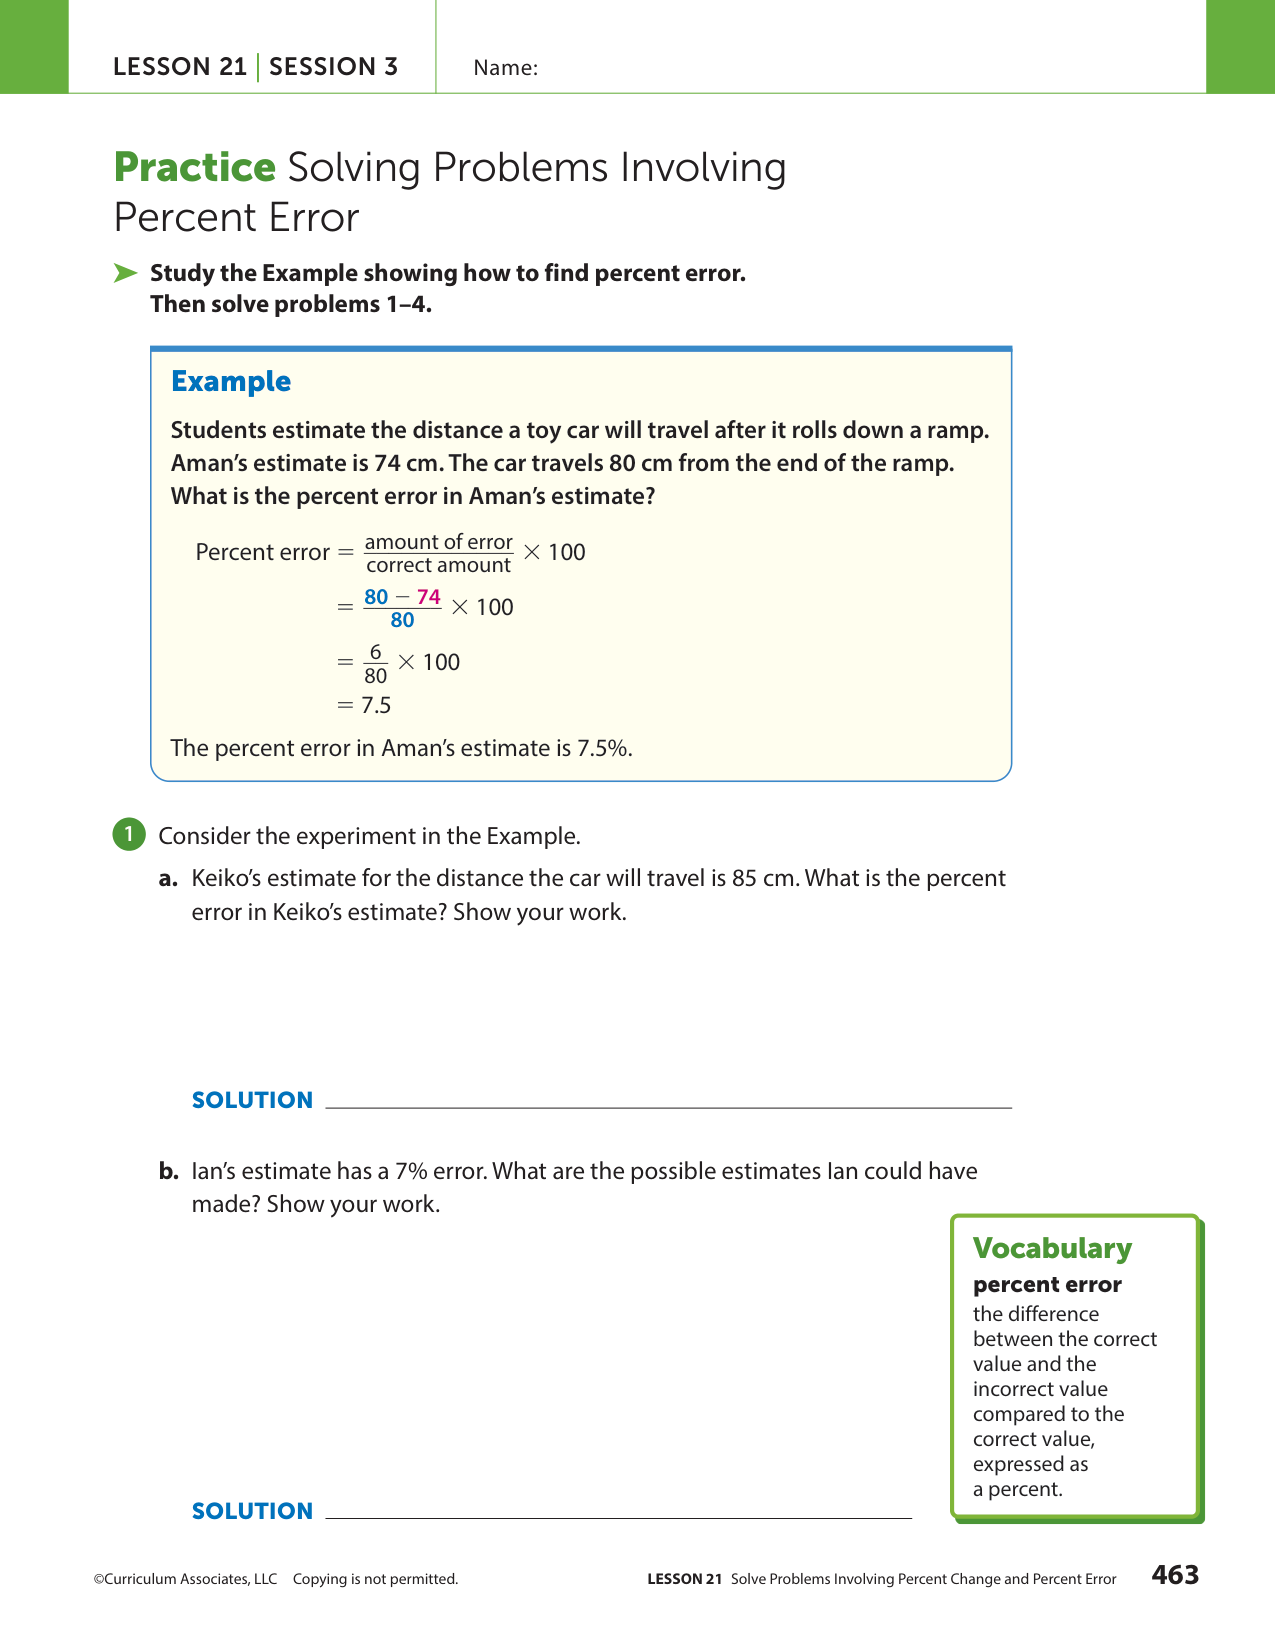 LESSON 21 | SESSION 3
Name:
Practice Solving Problems Involving
Percent Error
Study the Example showing how to find percent error.
Then solve problems 1–4.
Example
Students estimate the distance a toy car will travel after it rolls down a ramp.
Aman’s estimate is 74 cm. The car travels 80 cm from the end of the ramp.
What is the percent error in Aman’s estimate?
Percent error = amount of error / correct amount × 100
= 80 − 74 / 80 × 100
= 6 / 80 × 100
= 7.5
The percent error in Aman’s estimate is 7.5%.
1 Consider the experiment in the Example.
a. Keiko’s estimate for the distance the car will travel is 85 cm. What is the percent
error in Keiko’s estimate? Show your work.
SOLUTION
b. Ian’s estimate has a 7% error. What are the possible estimates Ian could have
made? Show your work.
Vocabulary
percent error
the difference
between the correct
value and the
incorrect value
compared to the
correct value,
expressed as
a percent.
SOLUTION
©Curriculum Associates, LLC Copying is not permitted.
LESSON 21 Solve Problems Involving Percent Change and Percent Error 463